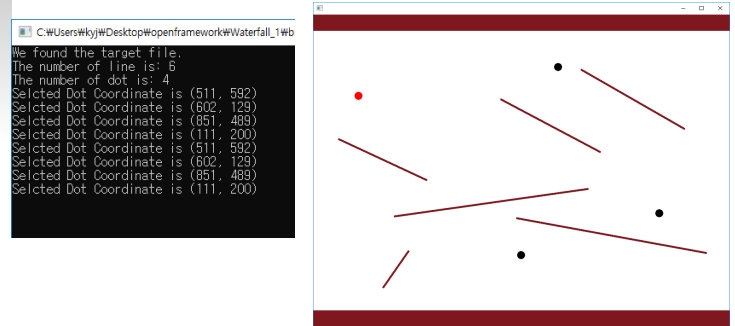 C:₩Users₩kyj₩Desktop₩openframework₩Waterfall_1₩b
We found the target file.
The number of line is: 6
The number of dot is: 4
Selcted Dot Coordinate is (511, 592)
Selcted Dot Coordinate is (602, 129)
Selcted Dot Coordinate is (851, 489)
Selcted Dot Coordinate is (111, 200)
Selcted Dot Coordinate is (511, 592)
Selcted Dot Coordinate is (602, 129)
Selcted Dot Coordinate is (851, 489)
Selcted Dot Coordinate is (111, 200)